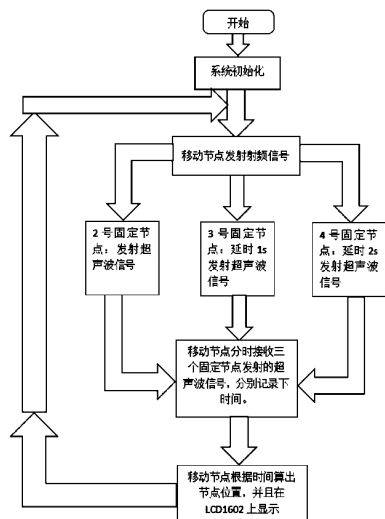 开始
系统初始化
移动节点发射射频信号
2 号固定节
点：发射超
声波信号
3 号固定节
点：延时 1s
发射超声波
信号
4 号固定节
点：延时 2s
发射超声波
信号
移动节点分时接收三
个固定节点发射的超
声波信号，分别记录下
时间。
移动节点根据时间算出
节点位置，并且在
LCD1602 上显示